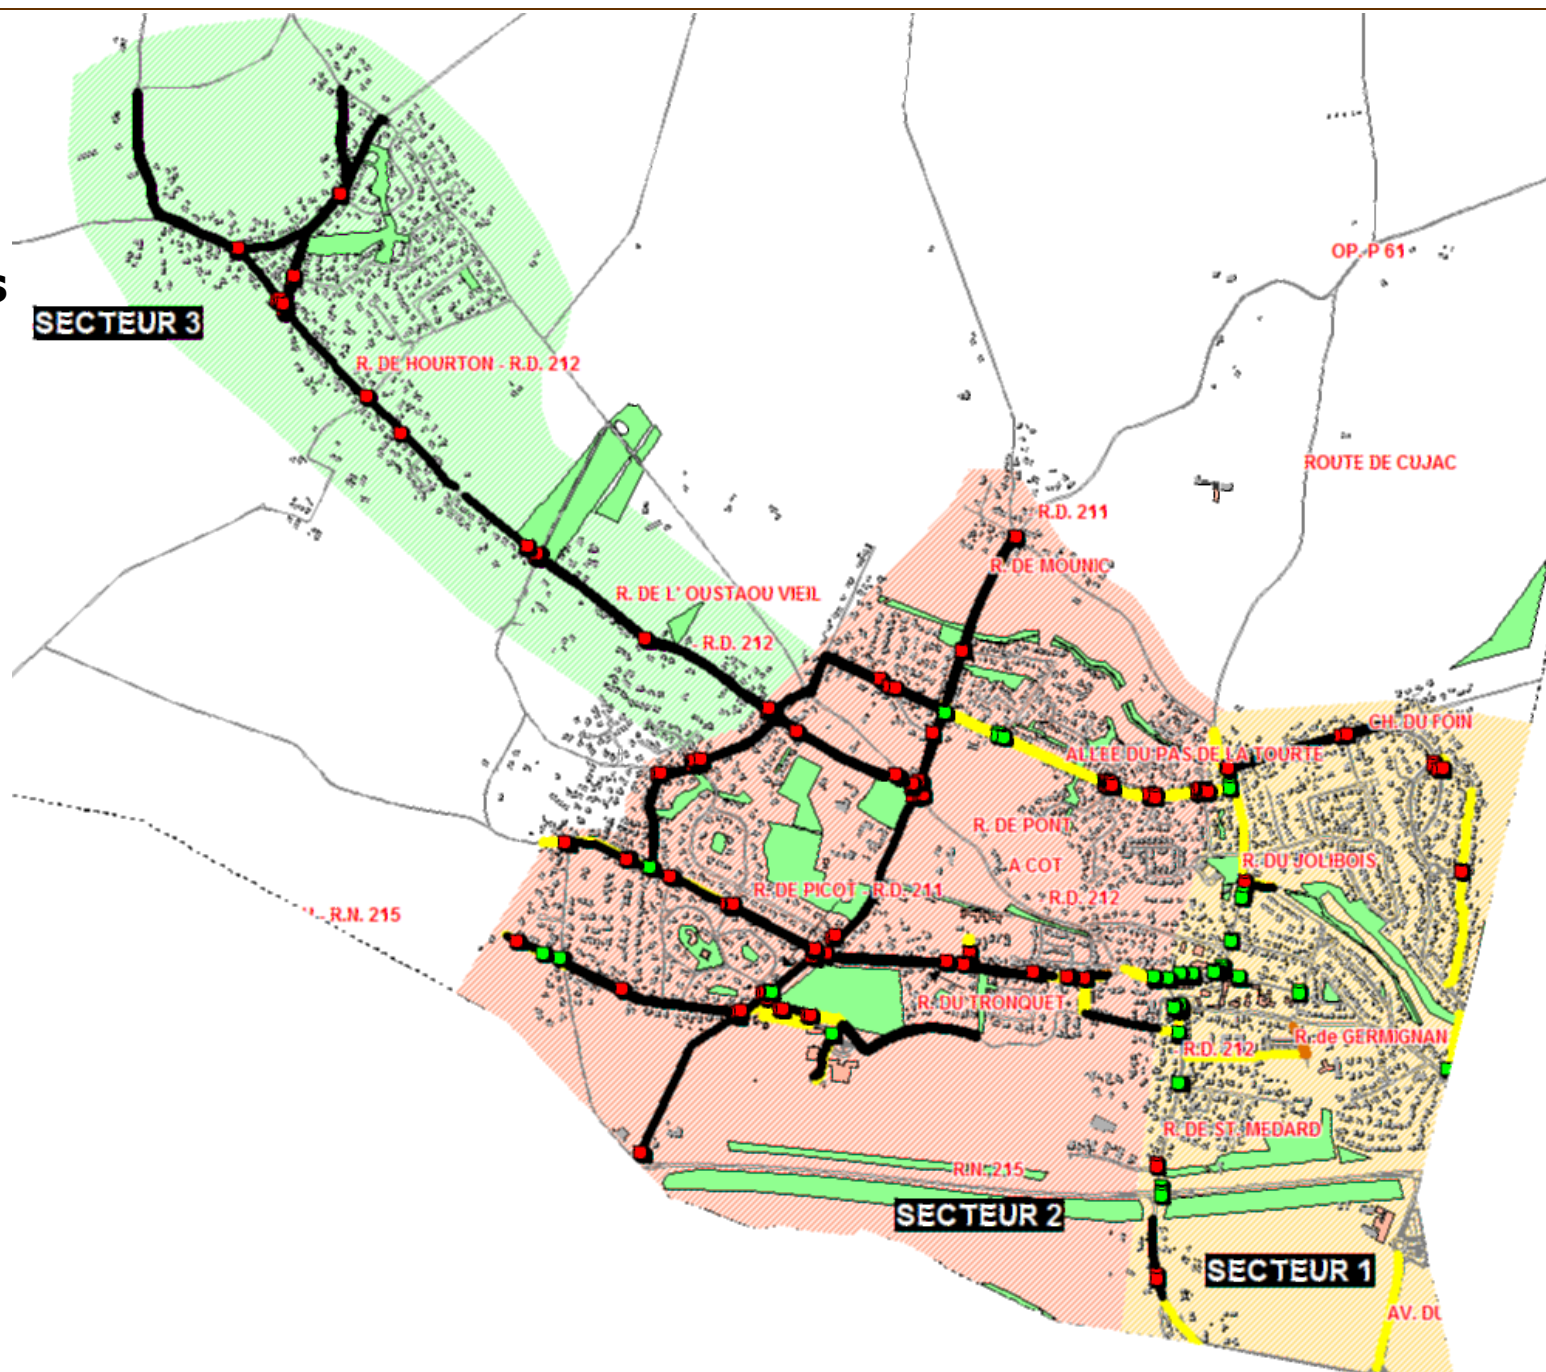 OP. P 61
s
SECTEUR 3
R. DE HOURTON - R.D. 212
ROUTE DE CUJAC
R.D. 211
R. DE MOUNIC
R. DE L' OUSTAOU VIEIL
- R.D. 212
CH. DU FOIN
ALLEE DU PAS DE LA TOURTE
R. DE PONT
A COT
R. DU JOLIBOIS
R. DE PICOT - R.D. 211
R.D. 212
- R.N. 215
R. DU TRONQUET
R. de GERMIGNAN
R.D. 212
R. DE ST. MEDARD
R.N. 215
SECTEUR 2
SECTEUR 1
AV. DU